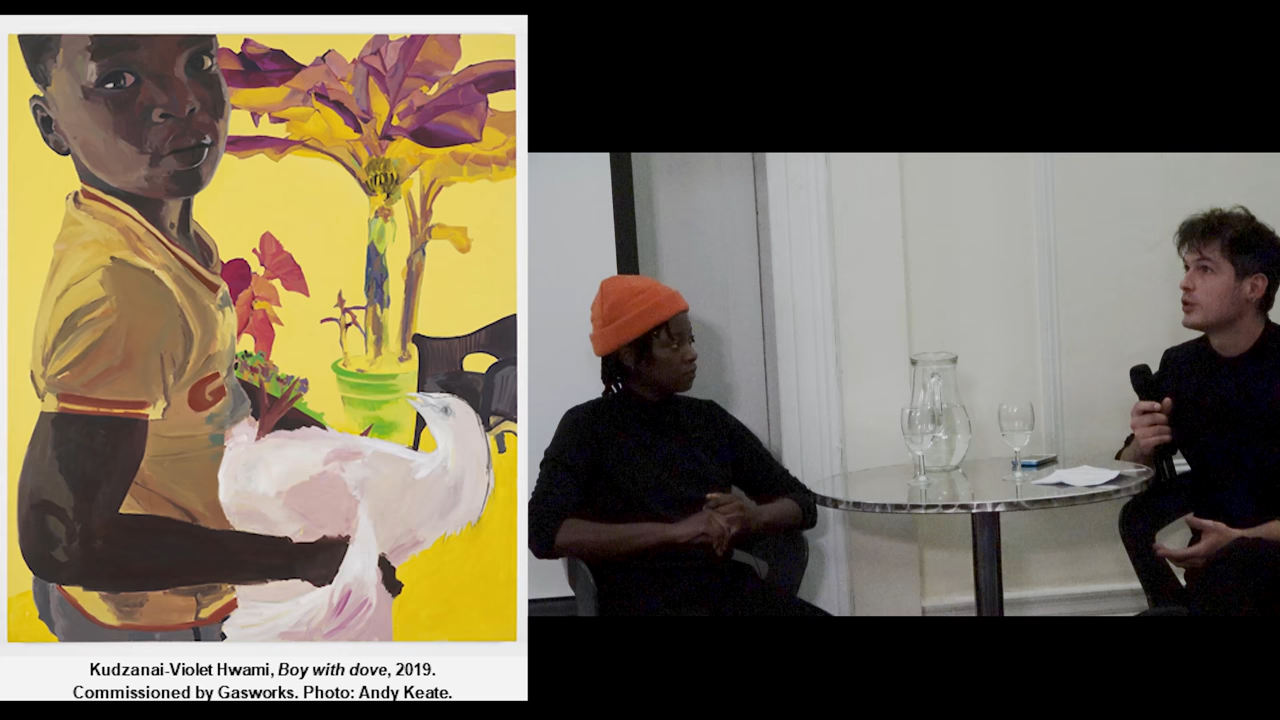 G
Kudzanai-Violet Hwami, Boy with dove, 2019.
Commissioned by Gasworks. Photo: Andy Keate.